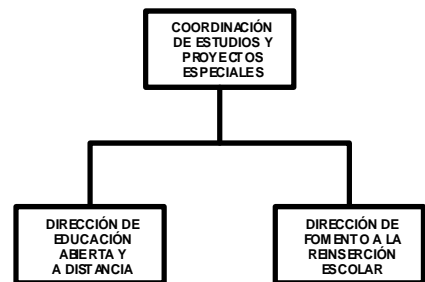 COORDINACIÓN
DE ESTUDIOS Y
PROYECTOS
ESPECIALES
DIRECCIÓN DE
EDUCACIÓN
ABIERTA Y
A DISTANCIA
DIRECCIÓN DE
FOMENTO A LA
REINSERCIÓN
ESCOLAR